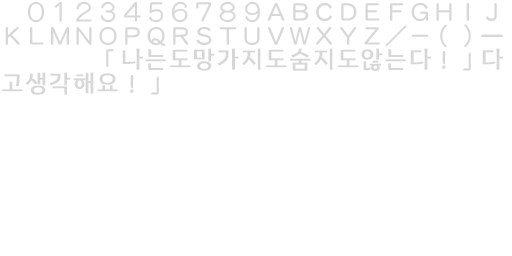 ０１２３４５６７８９ＡＢＣＤＥＦＧＨＩＪ
ＫＬＭＮＯＰＱＲＳＴＵＶＷＸＹＺ／－（）―
「나는도망가지도숨지도않는다！」다
고생각해요！」